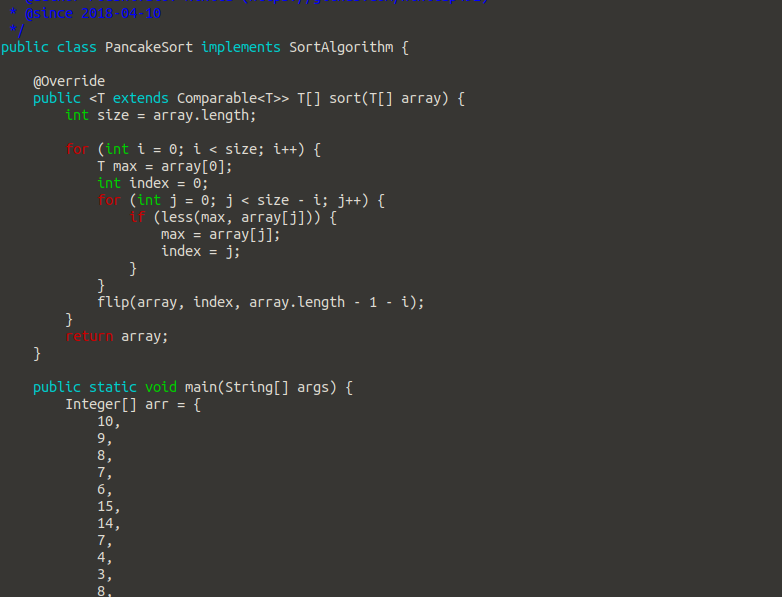 * @since 2018-04-10
 */
public class PancakeSort implements SortAlgorithm {

    @Override
    public <T extends Comparable<T>> T[] sort(T[] array) {
        int size = array.length;

        for (int i = 0; i < size; i++) {
            T max = array[0];
            int index = 0;
            for (int j = 0; j < size - i; j++) {
                if (less(max, array[j])) {
                    max = array[j];
                    index = j;
                }
            }
            flip(array, index, array.length - 1 - i);
        }
        return array;
    }

    public static void main(String[] args) {
        Integer[] arr = {
            10,
            9,
            8,
            7,
            6,
            15,
            14,
            7,
            4,
            3,
            8,